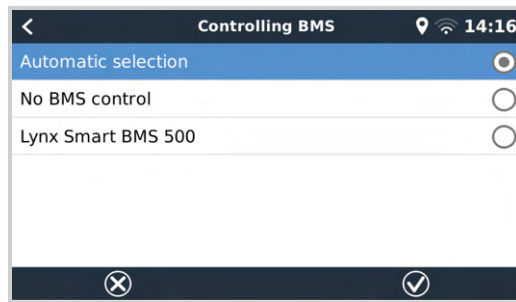 Controlling BMS 14:16
Automatic selection
No BMS control
Lynx Smart BMS 500